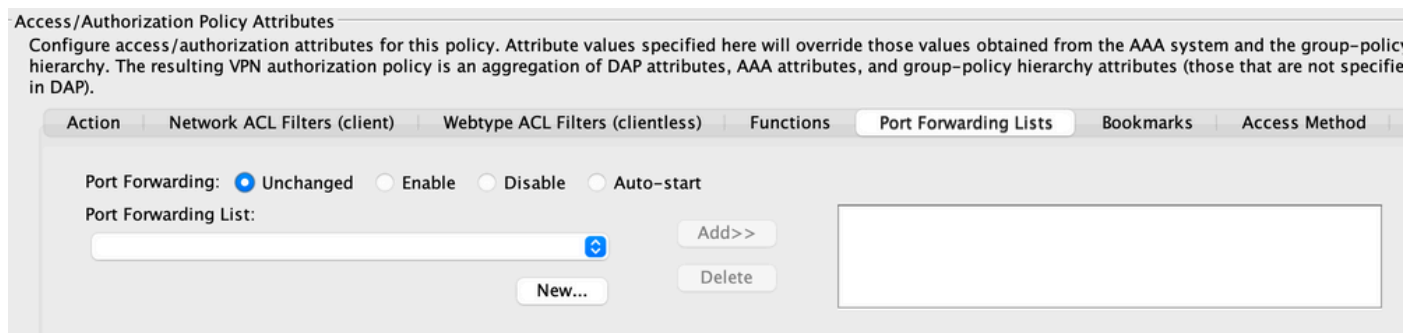 Access/Authorization Policy Attributes
Configure access/authorization attributes for this policy. Attribute values specified here will override those values obtained from the AAA system and the group-policy
hierarchy. The resulting VPN authorization policy is an aggregation of DAP attributes, AAA attributes, and group-policy hierarchy attributes (those that are not specifie
in DAP).
Action Network ACL Filters (client) Webtype ACL Filters (clientless) Functions Port Forwarding Lists Bookmarks Access Method
Port Forwarding: Unchanged Enable Disable Auto-start
Port Forwarding List:
Add>>
Delete
New...